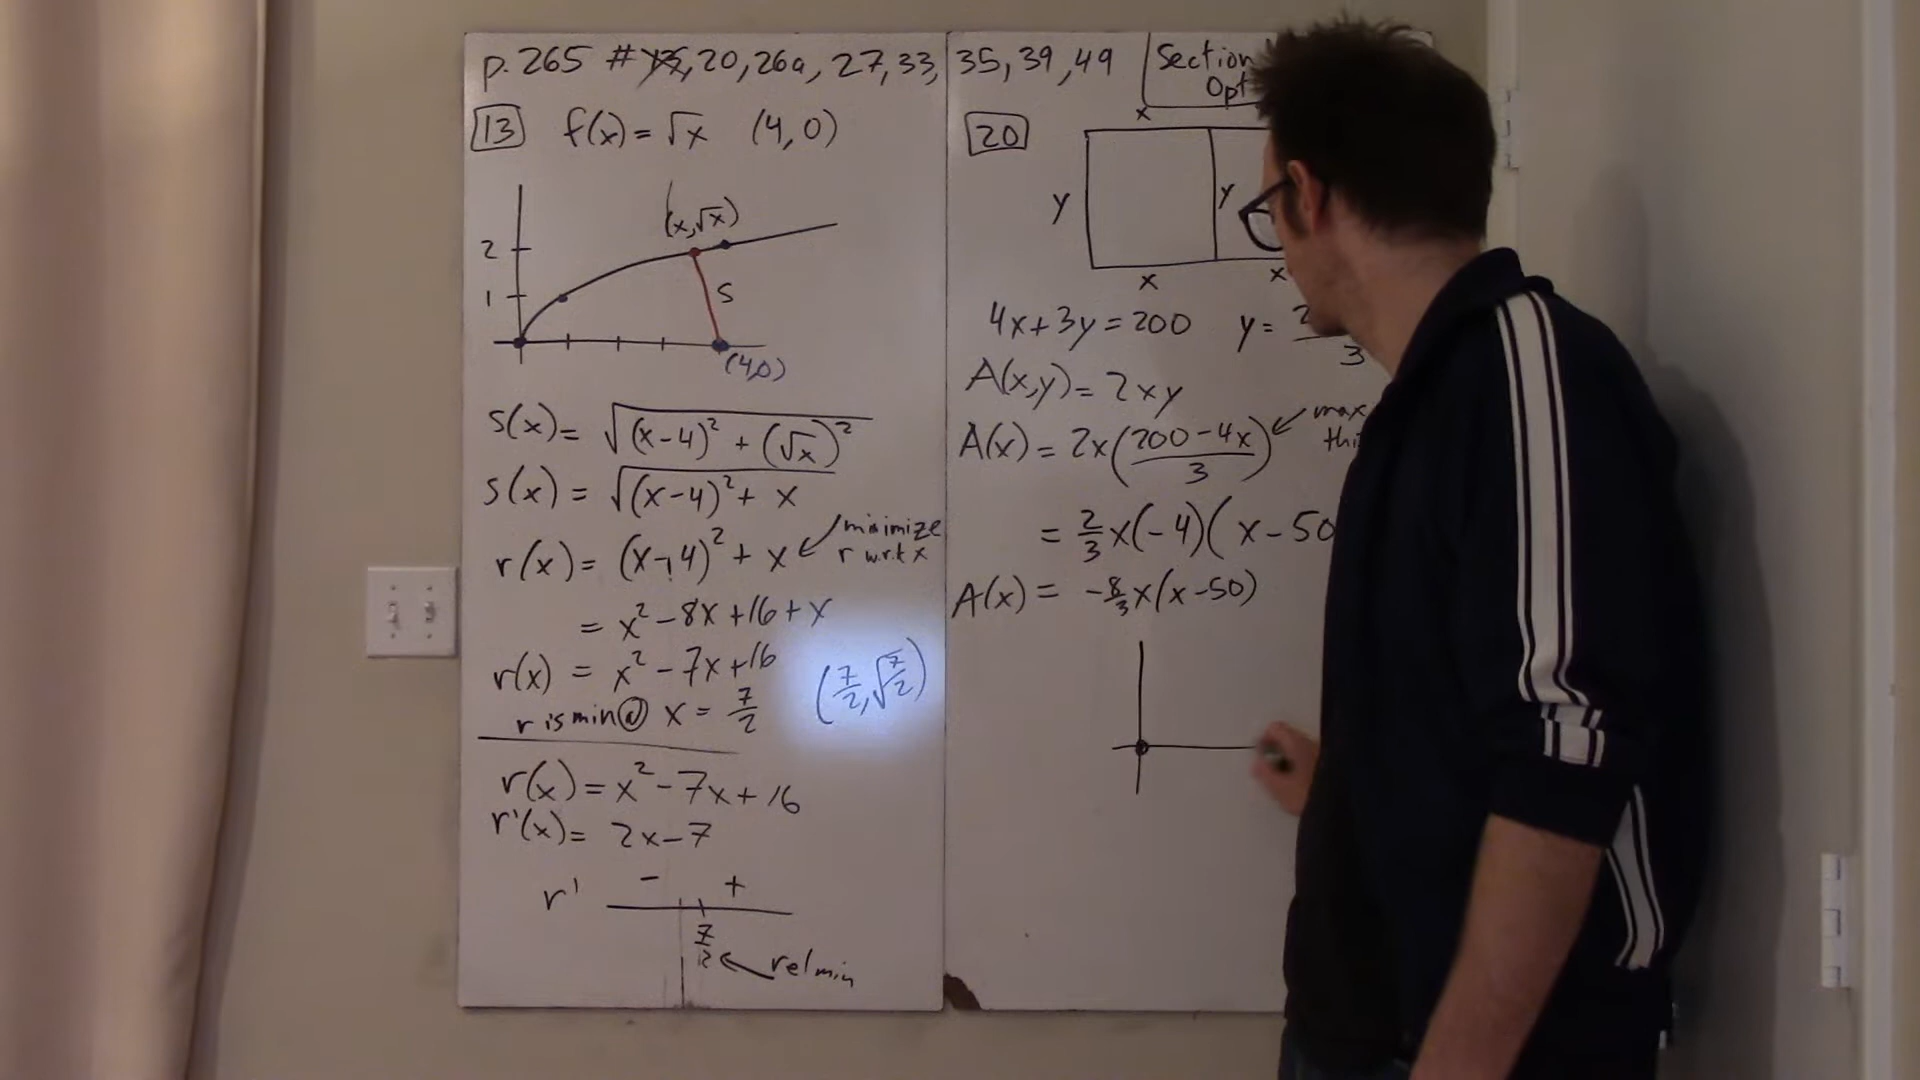 p. 265 # 13, 20, 26a, 27, 33, 35, 39, 49
Section
Opt
13 f(x) = √x (4, 0)
(x, √x)
2
1
S
(4,0)
s(x) = √((x-4)² + (√x)²)
s(x) = √((x-4)² + x)
r(x) = (x-4)² + x
minimize
r w.r.t x
= x² - 8x + 16 + x
r(x) = x² - 7x + 16
r is min @ x = 7/2
(7/2, √(7/2))
r(x) = x² - 7x + 16
r'(x) = 2x - 7
r' - +
7/2 rel min
20
x
y y
x x
4x + 3y = 200 y = 3
A(x,y) = 2xy
A(x) = 2x((200 - 4x)/3)
max
= 2/3 x(-4)(x - 50
A(x) = -8/3 x(x - 50)